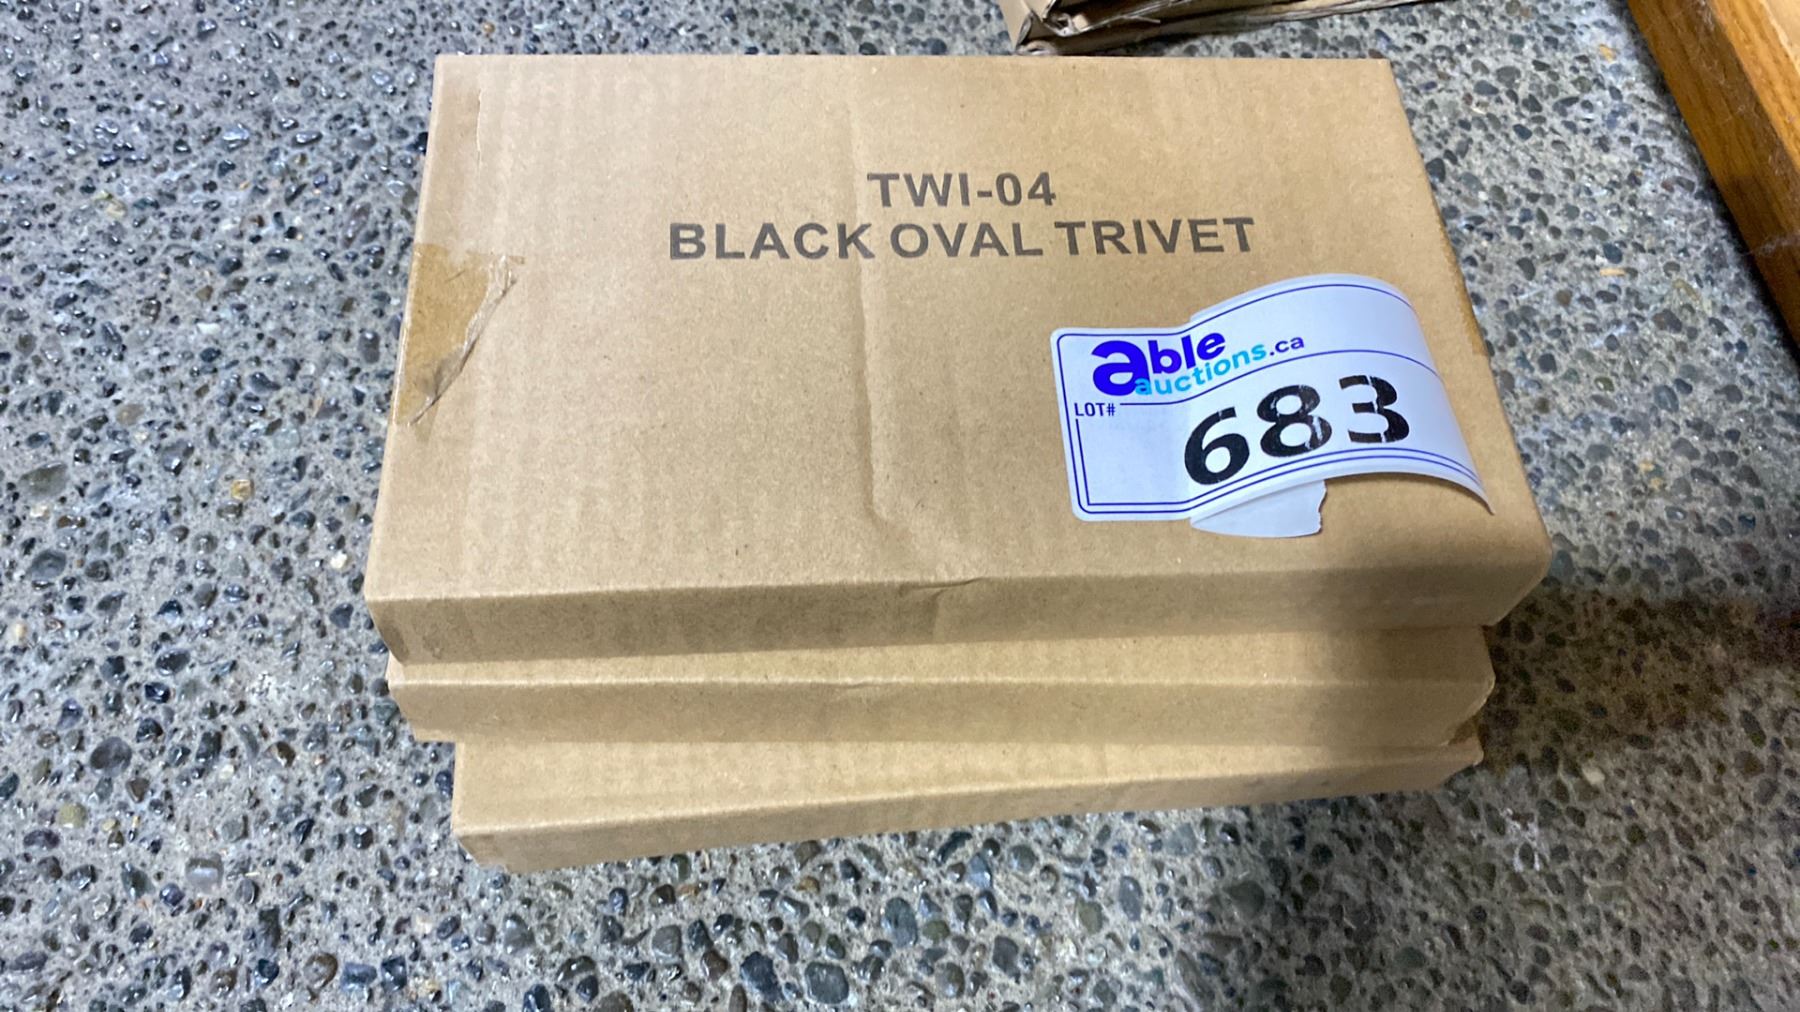 TWI-04
BLACK OVAL TRIVET
able
auctions.ca
LOT#
683